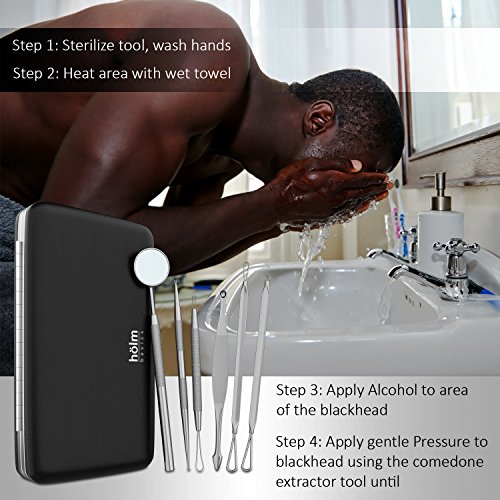 Step 1: Sterilize tool, wash hands
Step 2: Heat area with wet towel
hölm
basics
Step 3: Apply Alcohol to area
of the blackhead
Step 4: Apply gentle Pressure to
blackhead using the comedone
extractor tool until